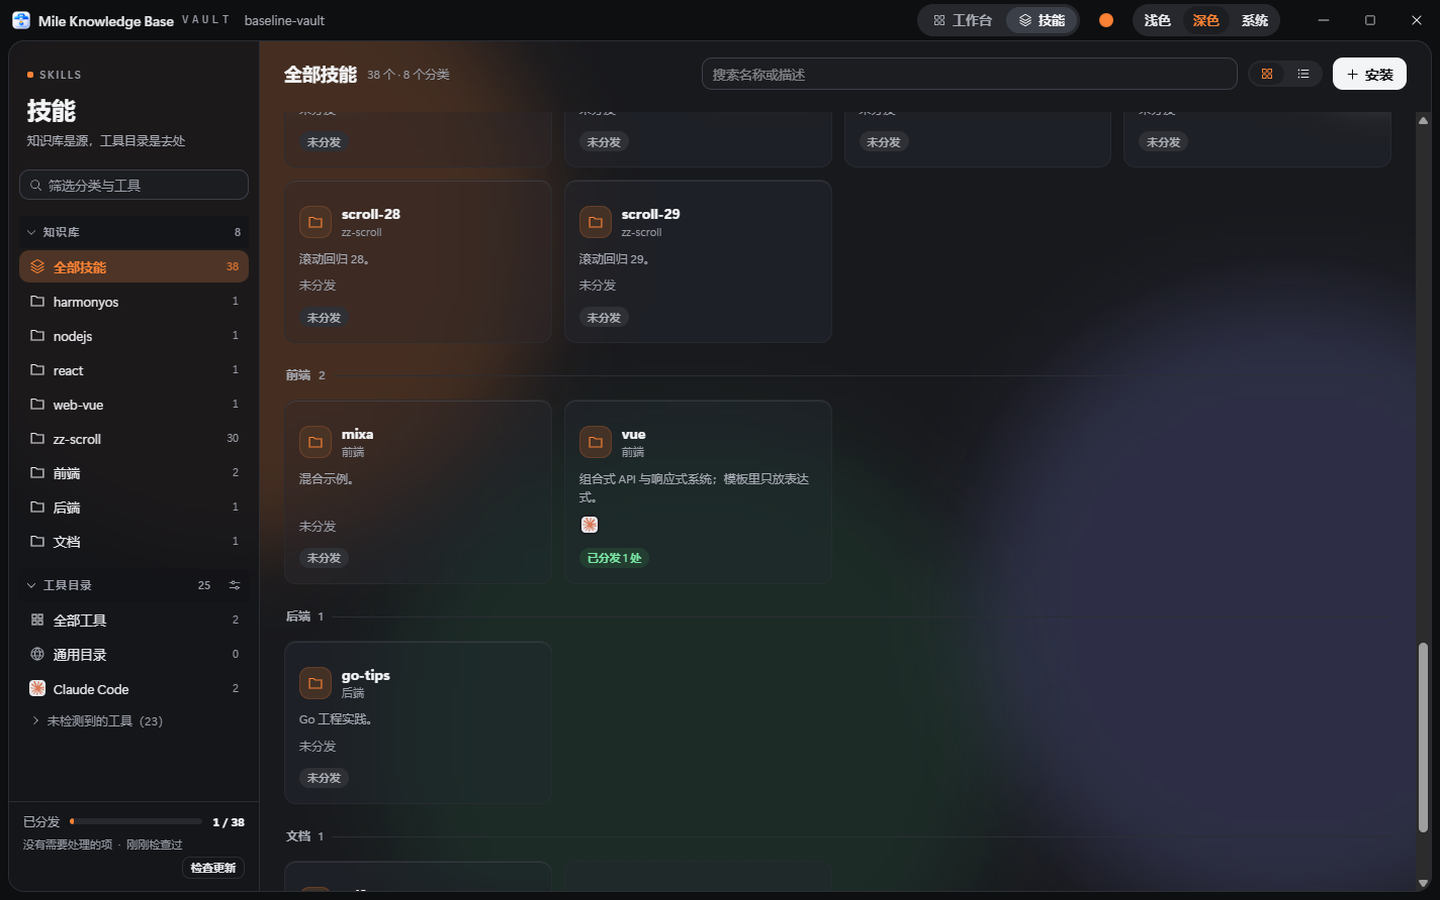 Mile Knowledge Base VAULT baseline-vault
工作台 技能 浅色 深色 系统
SKILLS
技能
知识库是源，工具目录是去处
筛选分类与工具
知识库 8
全部技能 38
harmonyos 1
nodejs 1
react 1
web-vue 1
zz-scroll 30
前端 2
后端 1
文档 1
工具目录 25
全部工具 2
通用目录 0
Claude Code 2
未检测到的工具（23）
已分发 1 / 38
没有需要处理的项 · 刚刚检查过
检查更新
全部技能 38 个 · 8 个分类
搜索名称或描述
安装
未分发 未分发 未分发 未分发
scroll-28
zz-scroll
滚动回归 28。
未分发
未分发
scroll-29
zz-scroll
滚动回归 29。
未分发
未分发
前端 2
mixa
前端
混合示例。
未分发
未分发
vue
前端
组合式 API 与响应式系统；模板里只放表达
式。
已分发 1 处
后端 1
go-tips
后端
Go 工程实践。
未分发
未分发
文档 1